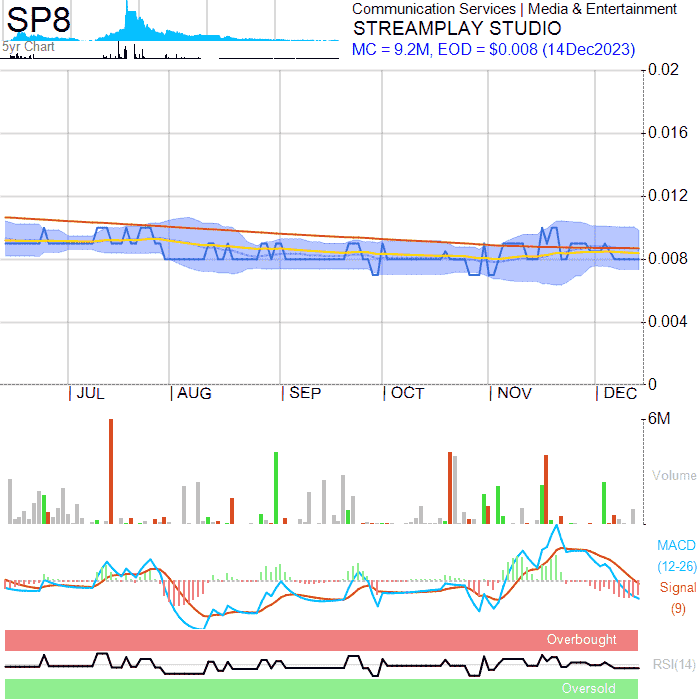 SP8
5yr Chart
Communication Services | Media & Entertainment
STREAMPLAY STUDIO
MC = 9.2M, EOD = $0.008 (14Dec2023)
0.02
0.016
0.012
0.008
0.004
0
JUL AUG SEP OCT NOV DEC
6M
Volume
MACD
(12-26)
Signal
(9)
Overbought
RSI(14)
Oversold